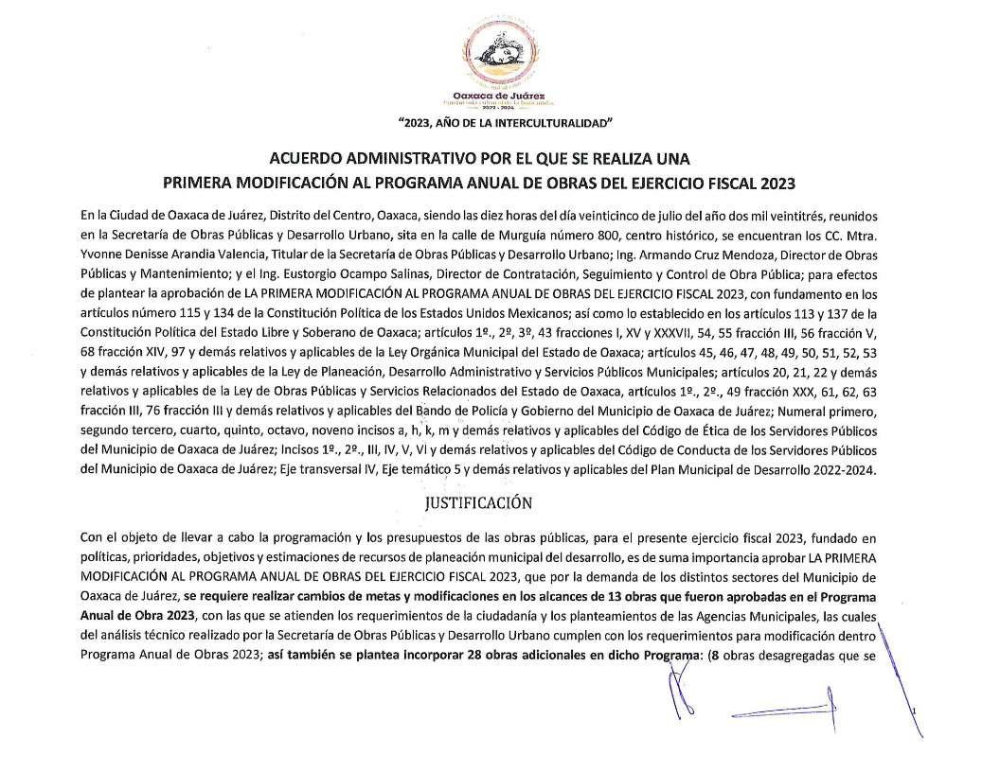 Oaxaca de Juárez
2022 - 2024
"2023, AÑO DE LA INTERCULTURALIDAD"
ACUERDO ADMINISTRATIVO POR EL QUE SE REALIZA UNA
PRIMERA MODIFICACIÓN AL PROGRAMA ANUAL DE OBRAS DEL EJERCICIO FISCAL 2023
En la Ciudad de Oaxaca de Juárez, Distrito del Centro, Oaxaca, siendo las diez horas del día veinticinco de julio del año dos mil veintitrés, reunidos
en la Secretaría de Obras Públicas y Desarrollo Urbano, sita en la calle de Murguía número 800, centro histórico, se encuentran los CC. Mtra.
Yvonne Denisse Arandia Valencia, Titular de la Secretaría de Obras Públicas y Desarrollo Urbano; Ing. Armando Cruz Mendoza, Director de Obras
Públicas y Mantenimiento; y el Ing. Eustorgio Ocampo Salinas, Director de Contratación, Seguimiento y Control de Obra Pública; para efectos
de plantear la aprobación de LA PRIMERA MODIFICACIÓN AL PROGRAMA ANUAL DE OBRAS DEL EJERCICIO FISCAL 2023, con fundamento en los
artículos número 115 y 134 de la Constitución Política de los Estados Unidos Mexicanos; así como lo establecido en los artículos 113 y 137 de la
Constitución Política del Estado Libre y Soberano de Oaxaca; artículos 1º., 2º, 3º, 43 fracciones I, XV y XXXVII, 54, 55 fracción III, 56 fracción V,
68 fracción XIV, 97 y demás relativos y aplicables de la Ley Orgánica Municipal del Estado de Oaxaca; artículos 45, 46, 47, 48, 49, 50, 51, 52, 53
y demás relativos y aplicables de la Ley de Planeación, Desarrollo Administrativo y Servicios Públicos Municipales; artículos 20, 21, 22 y demás
relativos y aplicables de la Ley de Obras Públicas y Servicios Relacionados del Estado de Oaxaca, artículos 1º., 2º., 49 fracción XXX, 61, 62, 63
fracción III, 76 fracción III y demás relativos y aplicables del Bando de Policía y Gobierno del Municipio de Oaxaca de Juárez; Numeral primero,
segundo tercero, cuarto, quinto, octavo, noveno incisos a, h, k, m y demás relativos y aplicables del Código de Ética de los Servidores Públicos
del Municipio de Oaxaca de Juárez; Incisos 1º., 2º., III, IV, V, VI y demás relativos y aplicables del Código de Conducta de los Servidores Públicos
del Municipio de Oaxaca de Juárez; Eje transversal IV, Eje temático 5 y demás relativos y aplicables del Plan Municipal de Desarrollo 2022-2024.
JUSTIFICACIÓN
Con el objeto de llevar a cabo la programación y los presupuestos de las obras públicas, para el presente ejercicio fiscal 2023, fundado en
políticas, prioridades, objetivos y estimaciones de recursos de planeación municipal del desarrollo, es de suma importancia aprobar LA PRIMERA
MODIFICACIÓN AL PROGRAMA ANUAL DE OBRAS DEL EJERCICIO FISCAL 2023, que por la demanda de los distintos sectores del Municipio de
Oaxaca de Juárez, se requiere realizar cambios de metas y modificaciones en los alcances de 13 obras que fueron aprobadas en el Programa
Anual de Obra 2023, con las que se atienden los requerimientos de la ciudadanía y los planteamientos de las Agencias Municipales, las cuales
del análisis técnico realizado por la Secretaría de Obras Públicas y Desarrollo Urbano cumplen con los requerimientos para modificación dentro
Programa Anual de Obras 2023; así también se plantea incorporar 28 obras adicionales en dicho Programa: (8 obras desagregadas que se
1